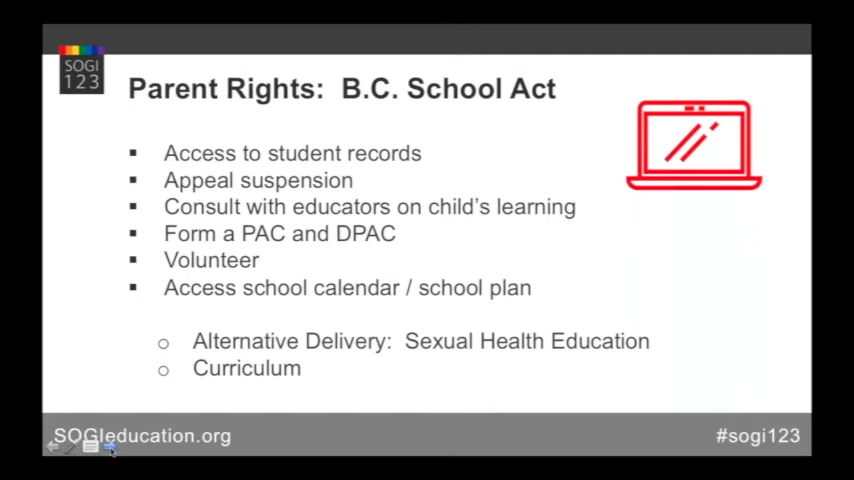 SOGI
123
Parent Rights: B.C. School Act
▪ Access to student records
▪ Appeal suspension
▪ Consult with educators on child's learning
▪ Form a PAC and DPAC
▪ Volunteer
▪ Access school calendar / school plan
o Alternative Delivery: Sexual Health Education
o Curriculum
SOGIeducation.org
#sogi123